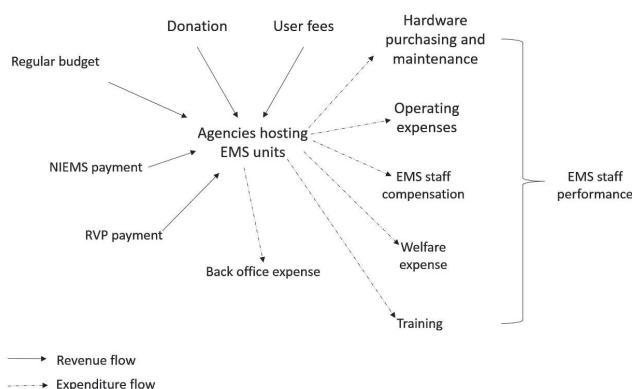 Donation
User fees
Hardware
purchasing and
maintenance
Regular budget
Agencies hosting
EMS units
Operating
expenses
NIEMS payment
EMS staff
compensation
EMS staff
performance
RVP payment
Welfare
expense
Back office expense
Training
Revenue flow
Expenditure flow